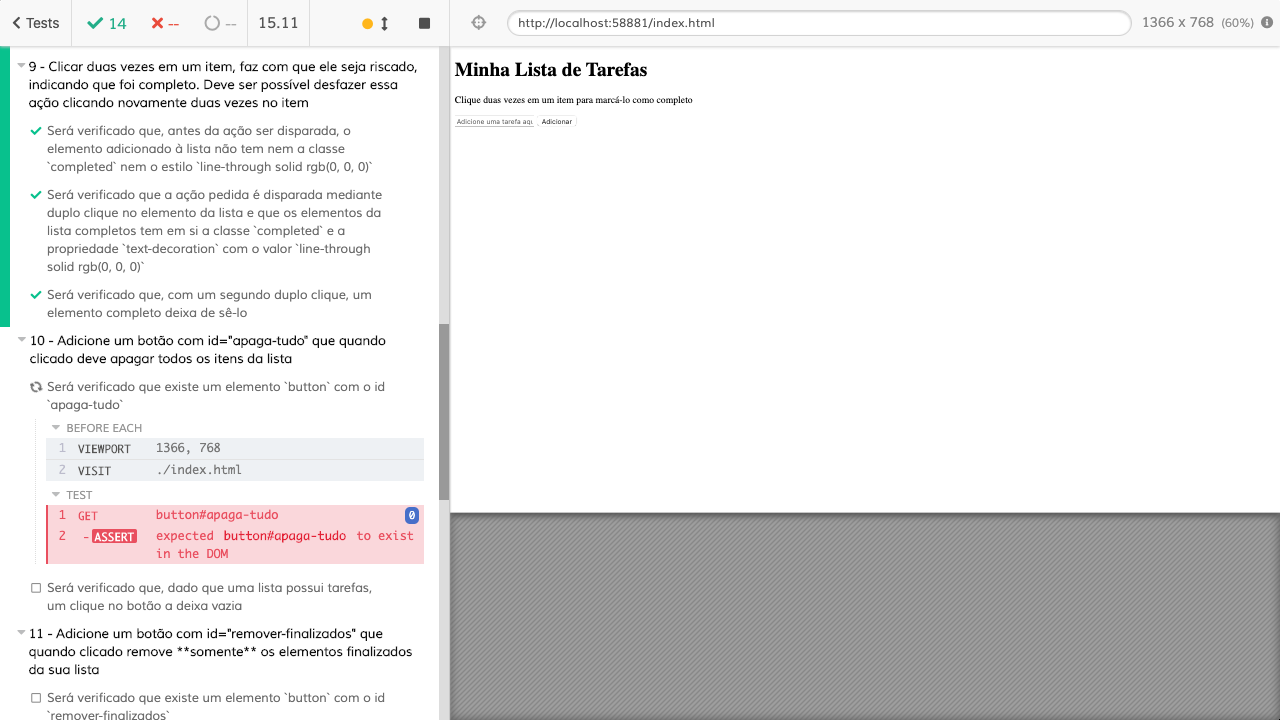 Tests
14
--
--
15.11
http://localhost:58881/index.html
1366 x 768 (60%)
9 - Clicar duas vezes em um item, faz com que ele seja riscado,
indicando que foi completo. Deve ser possível desfazer essa
ação clicando novamente duas vezes no item
Será verificado que, antes da ação ser disparada, o
elemento adicionado à lista não tem nem a classe
`completed` nem o estilo `line-through solid rgb(0, 0, 0)`
Será verificado que a ação pedida é disparada mediante
duplo clique no elemento da lista e que os elementos da
lista completos tem em si a classe `completed` e a
propriedade `text-decoration` com o valor `line-through
solid rgb(0, 0, 0)`
Será verificado que, com um segundo duplo clique, um
elemento completo deixa de sê-lo
10 - Adicione um botão com id="apaga-tudo" que quando
clicado deve apagar todos os itens da lista
Será verificado que existe um elemento `button` com o id
`apaga-tudo`
BEFORE EACH
1 VIEWPORT 1366, 768
2 VISIT ./index.html
TEST
1 GET button#apaga-tudo 0
2 -ASSERT expected button#apaga-tudo to exist
in the DOM
Será verificado que, dado que uma lista possui tarefas,
um clique no botão a deixa vazia
11 - Adicione um botão com id="remover-finalizados" que
quando clicado remove **somente** os elementos finalizados
da sua lista
Será verificado que existe um elemento `button` com o id
`remover-finalizados`
Minha Lista de Tarefas
Clique duas vezes em um item para marcá-lo como completo
Adicione uma tarefa aqu
Adicionar